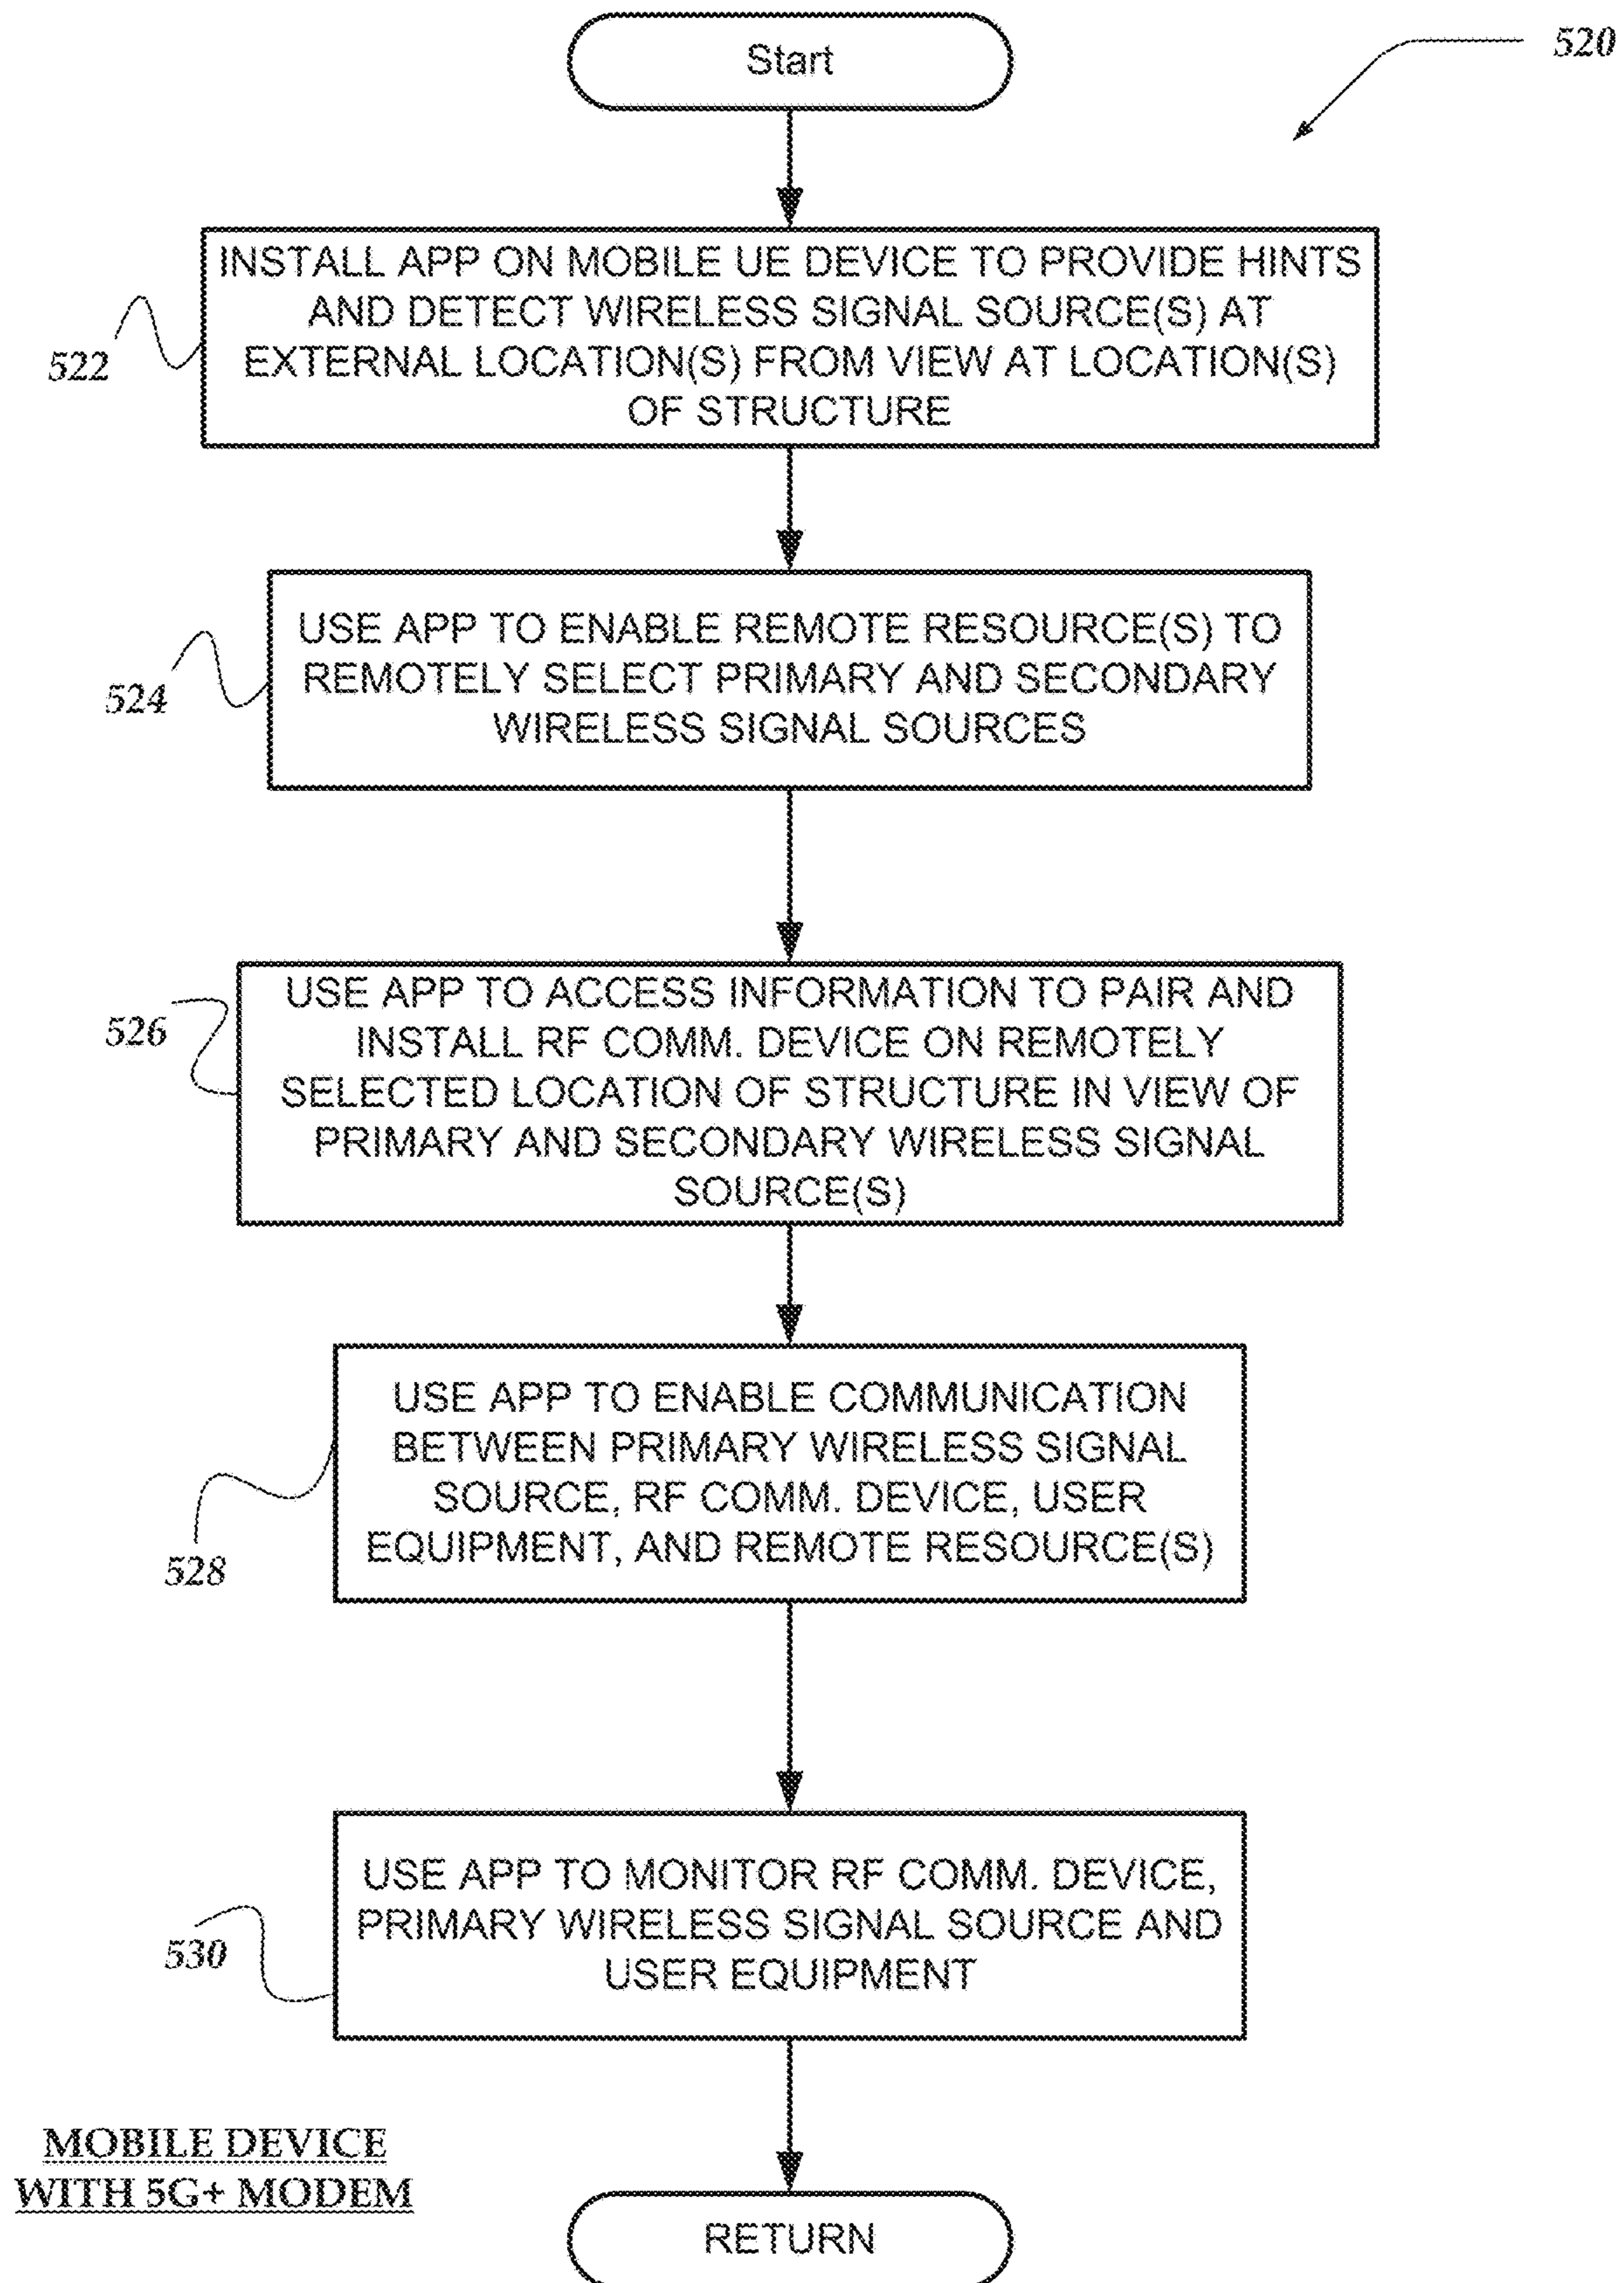 Start
520
INSTALL APP ON MOBILE UE DEVICE TO PROVIDE HINTS
AND DETECT WIRELESS SIGNAL SOURCE(S) AT
EXTERNAL LOCATION(S) FROM VIEW AT LOCATION(S)
OF STRUCTURE
522
USE APP TO ENABLE REMOTE RESOURCE(S) TO
REMOTELY SELECT PRIMARY AND SECONDARY
WIRELESS SIGNAL SOURCES
524
USE APP TO ACCESS INFORMATION TO PAIR AND
INSTALL RF COMM. DEVICE ON REMOTELY
SELECTED LOCATION OF STRUCTURE IN VIEW OF
PRIMARY AND SECONDARY WIRELESS SIGNAL
SOURCE(S)
526
USE APP TO ENABLE COMMUNICATION
BETWEEN PRIMARY WIRELESS SIGNAL
SOURCE, RF COMM. DEVICE, USER
EQUIPMENT, AND REMOTE RESOURCE(S)
528
USE APP TO MONITOR RF COMM. DEVICE,
PRIMARY WIRELESS SIGNAL SOURCE AND
USER EQUIPMENT
530
MOBILE DEVICE
WITH 5G+ MODEM
RETURN